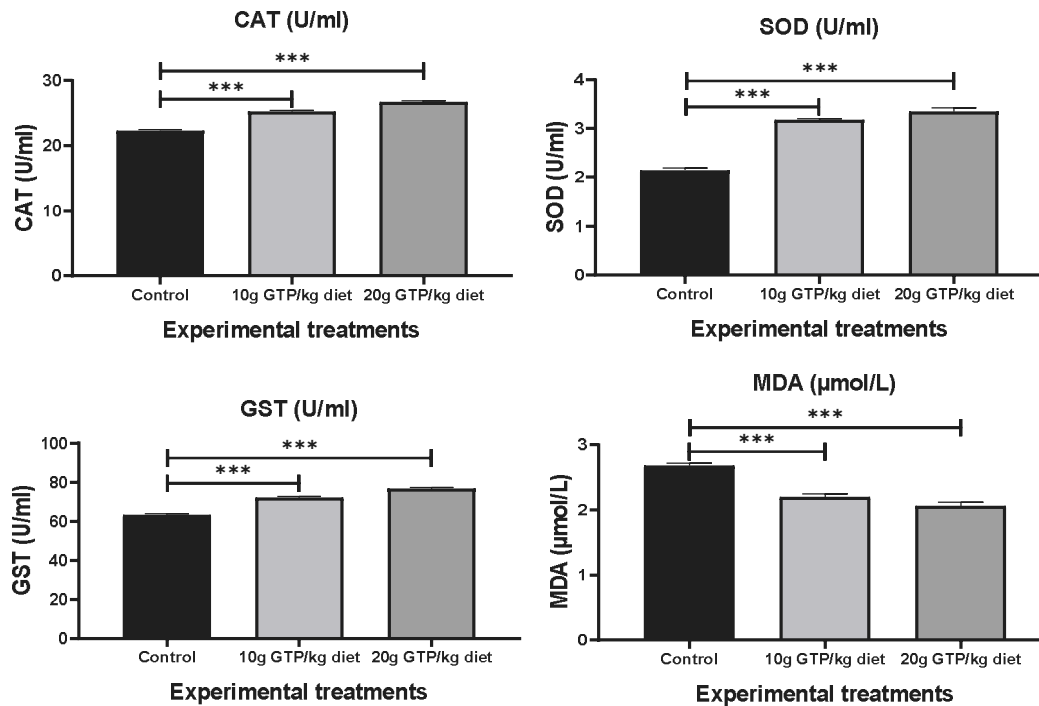 CAT (U/ml)
***
***
30
20
10
0
CAT (U/ml)
Control
10g GTP/kg diet
20g GTP/kg diet
Experimental treatments
SOD (U/ml)
***
***
4
3
2
1
0
SOD (U/ml)
Control
10g GTP/kg diet
20g GTP/kg diet
Experimental treatments
GST (U/ml)
***
***
100
80
60
40
20
0
GST (U/ml)
Control
10g GTP/kg diet
20g GTP/kg diet
Experimental treatments
MDA (µmol/L)
***
***
3
2
1
0
MDA (µmol/L)
Control
10g GTP/kg diet
20g GTP/kg diet
Experimental treatments